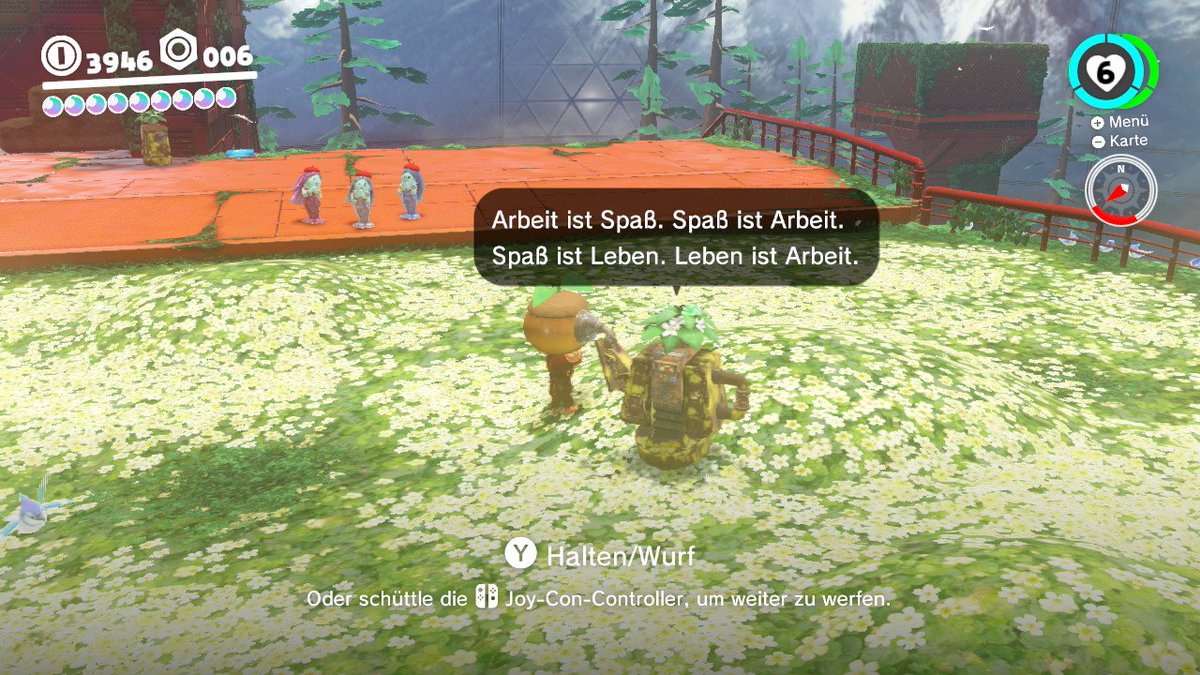 3946 006
6
Menü
Karte
N
Arbeit ist Spaß. Spaß ist Arbeit.
Spaß ist Leben. Leben ist Arbeit.
Y Halten/Wurf
Oder schüttle die Joy-Con-Controller, um weiter zu werfen.